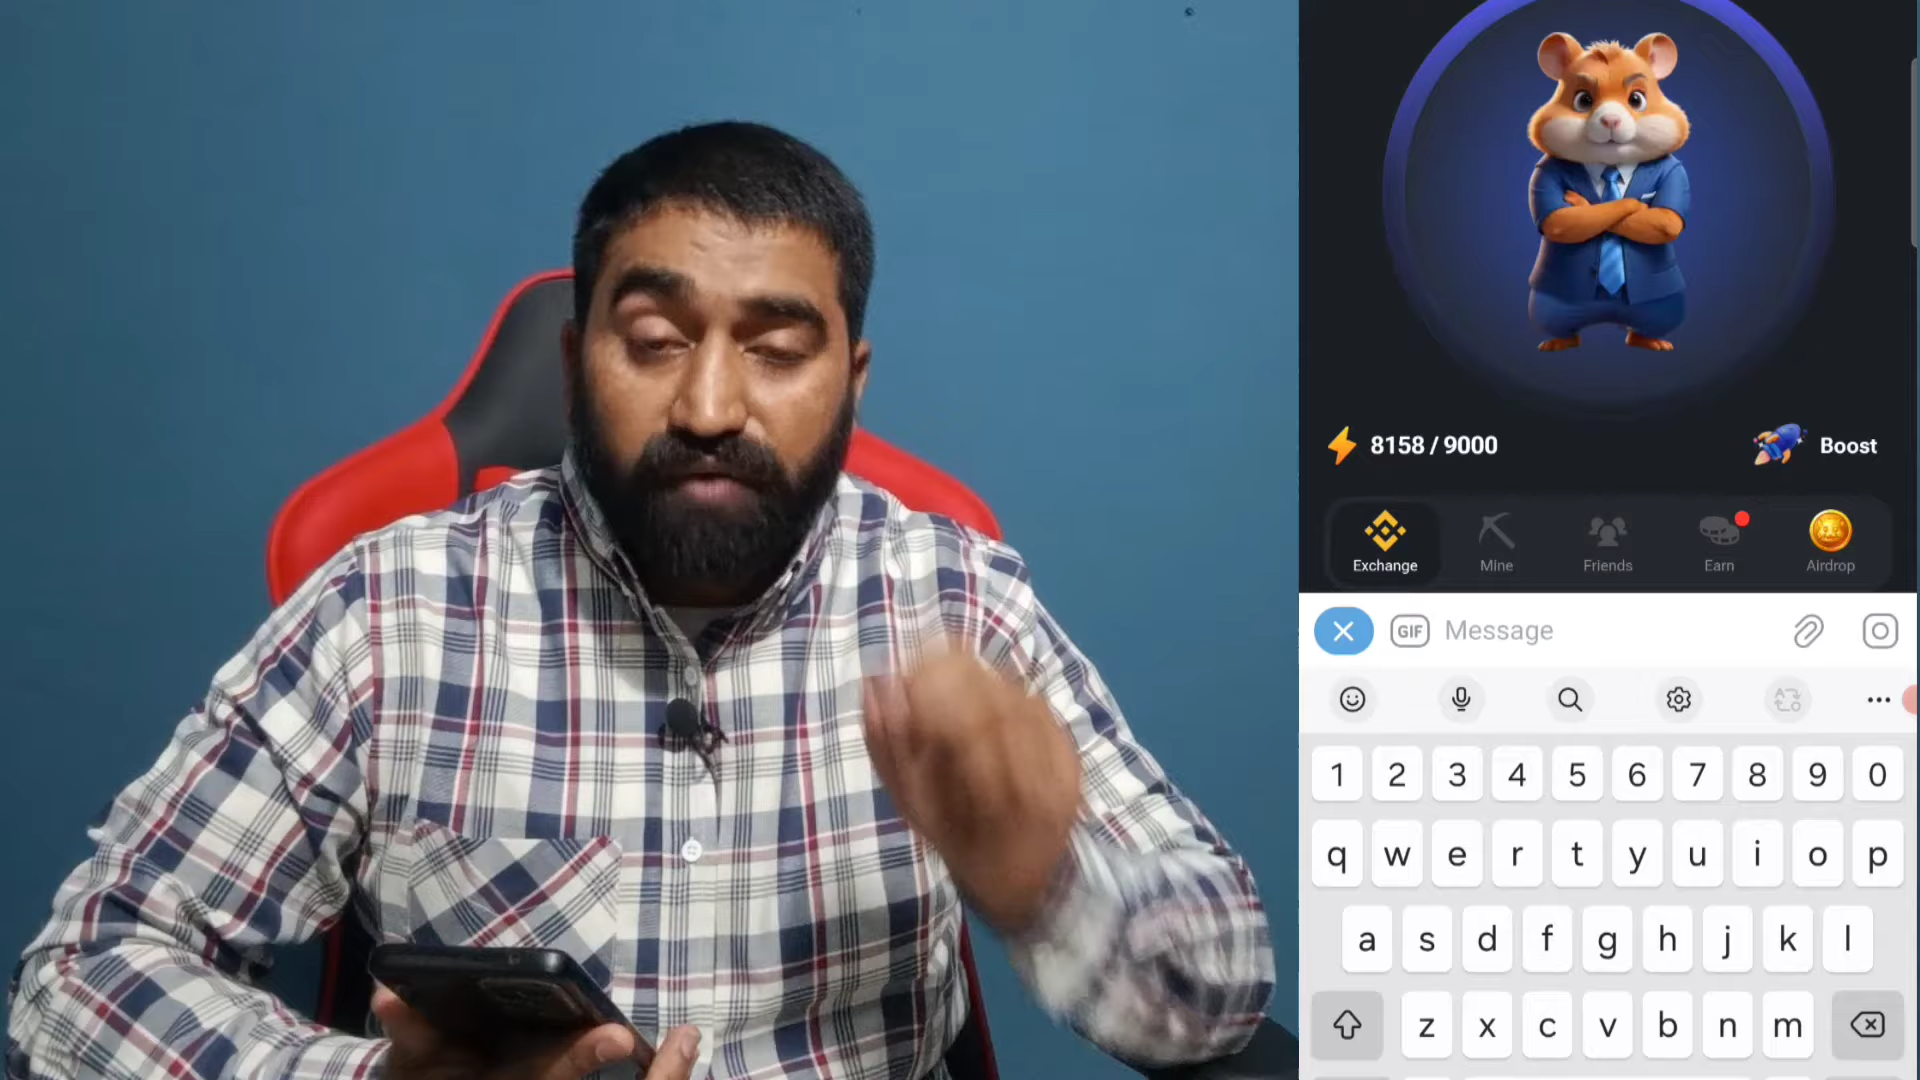 8158 / 9000
Boost
Exchange
Mine
Friends
Earn
Airdrop
GIF
Message
1 2 3 4 5 6 7 8 9 0
q w e r t y u i o p
a s d f g h j k l
z x c v b n m